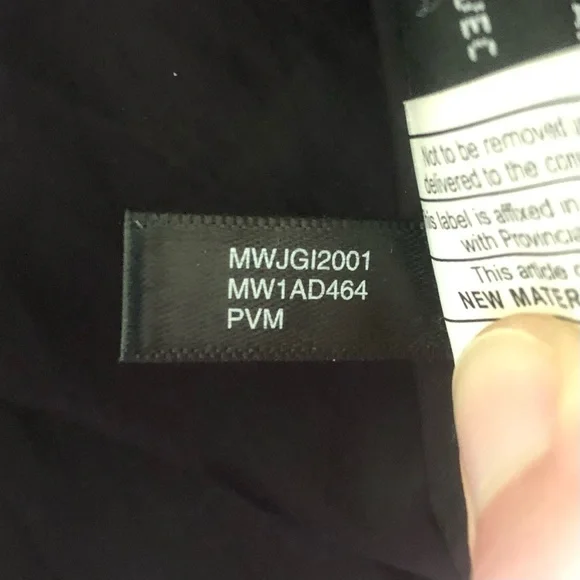 MWJGI2001
MW1AD464
PVM
UEC
Not to be removed
delivered to the
label is affixed in
with Provincial
This article
NEW MATER